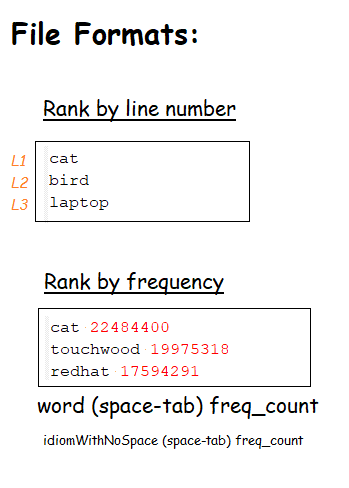 File Formats:
Rank by line number
L1 cat
L2 bird
L3 laptop
Rank by frequency
cat 22484400
touchwood 19975318
redhat 17594291
word (space-tab) freq_count
idiomWithNoSpace (space-tab) freq_count